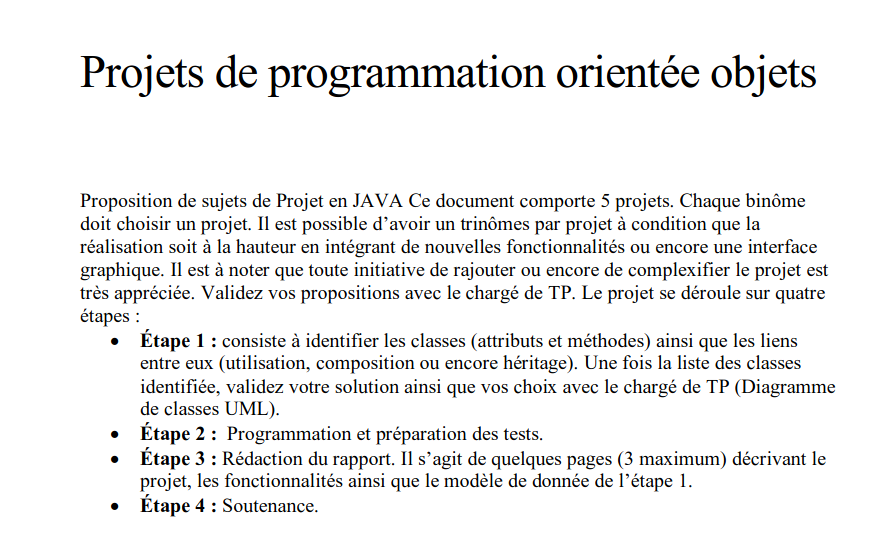 Projets de programmation orientée objets
Proposition de sujets de Projet en JAVA Ce document comporte 5 projets. Chaque binôme
doit choisir un projet. Il est possible d’avoir un trinômes par projet à condition que la
réalisation soit à la hauteur en intégrant de nouvelles fonctionnalités ou encore une interface
graphique. Il est à noter que toute initiative de rajouter ou encore de complexifier le projet est
très appréciée. Validez vos propositions avec le chargé de TP. Le projet se déroule sur quatre
étapes :
• Étape 1 : consiste à identifier les classes (attributs et méthodes) ainsi que les liens
entre eux (utilisation, composition ou encore héritage). Une fois la liste des classes
identifiée, validez votre solution ainsi que vos choix avec le chargé de TP (Diagramme
de classes UML).
• Étape 2 : Programmation et préparation des tests.
• Étape 3 : Rédaction du rapport. Il s’agit de quelques pages (3 maximum) décrivant le
projet, les fonctionnalités ainsi que le modèle de donnée de l’étape 1.
• Étape 4 : Soutenance.